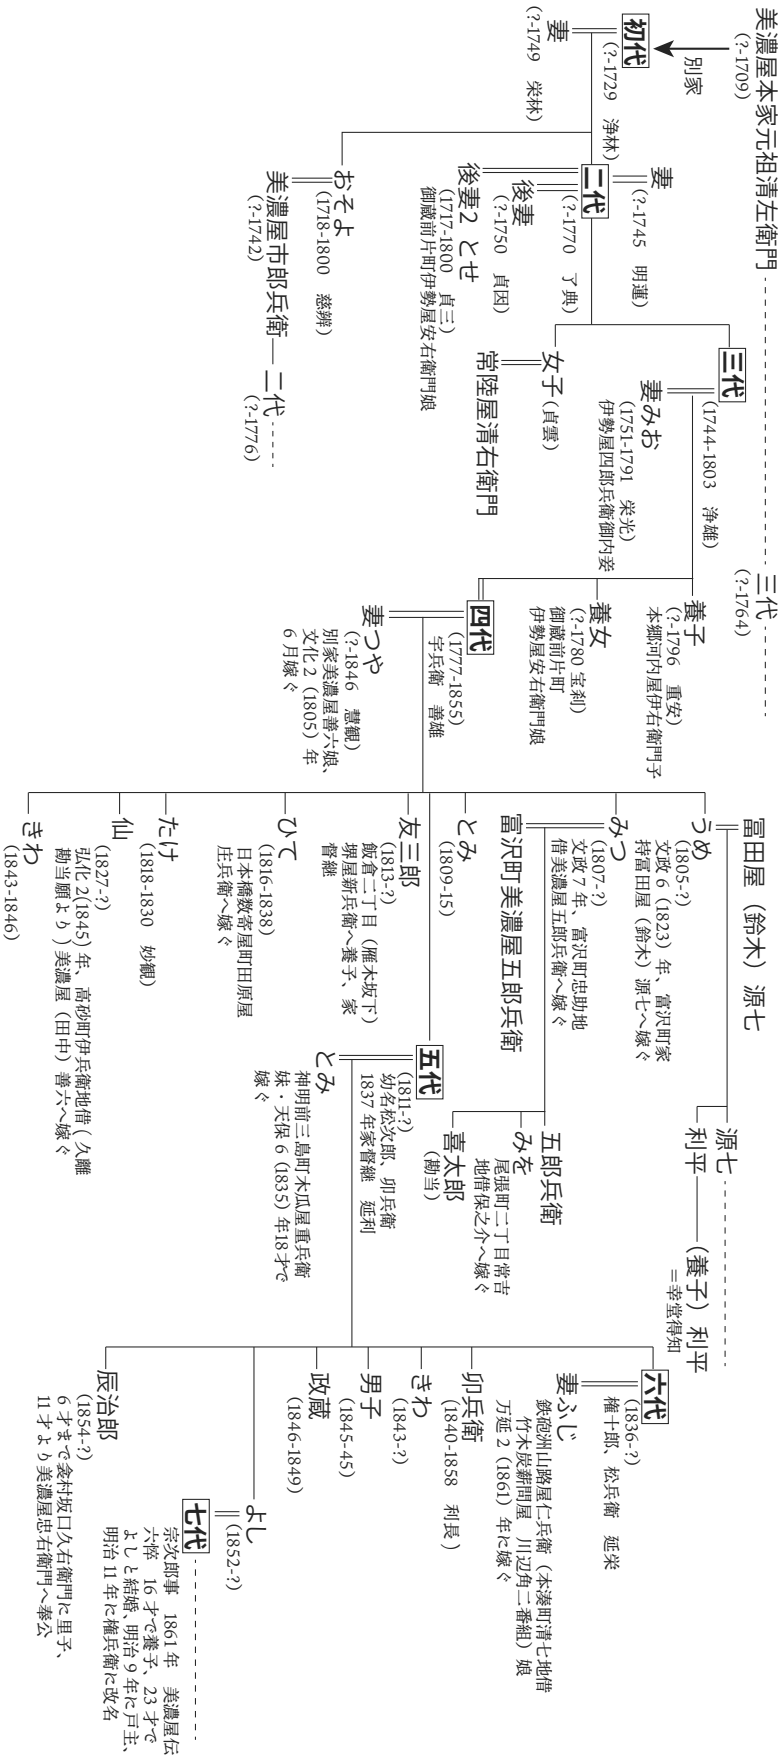 美濃屋本家元祖清左衛門
(?-1709)
三代
(?-1764)
別家
初代
(?-1729 浄林)
妻
(?-1749 栄林)
妻
(?-1745 明蓮)
二代
(?-1770 了典)
後妻
(?-1750 貞因)
後妻2 とせ
(1717-1800 貞三)
御蔵前片町伊勢屋安右衛門娘
おそよ
(1718-1800 慈辨)
美濃屋市郎兵衛
(?-1742)
二代
(?-1776)
三代
(1744-1803 浄雄)
妻みお
(1751-1791 栄光)
伊勢屋四郎兵衛御内妾
女子(貞雲)
常陸屋清右衛門
養子
(?-1796 重安)
本郷河内屋伊右衛門子
養女
(?-1780 宝利)
御蔵前片町
伊勢屋安右衛門娘
四代
(1777-1855)
宇兵衛 善雄
妻つや
(?-1846 慧観)
別家美濃屋善六娘、
文化2(1805)年
6月嫁ぐ
冨田屋(鈴木)源七
うめ
(1805-?)
文政6(1823)年、富沢町家
持冨田屋(鈴木)源七へ嫁ぐ
源七
利平
(養子)利平
=幸堂得知
みつ
(1807-?)
文政7年、富沢町忠助地
借美濃屋五郎兵衛へ嫁ぐ
富沢町美濃屋五郎兵衛
五郎兵衛
みを
尾張町二丁目常吉
地借保之介へ嫁ぐ
喜太郎
(勘当)
とみ
(1809-15)
友三郎
(1813-?)
飯倉二丁目(雁木坂下)
堺屋新兵衛へ養子、家
督継
ひて
(1816-1838)
日本橋数寄屋町田原屋
庄兵衛へ嫁ぐ
たけ
(1818-1830 妙観)
仙
(1827-?)
弘化2(1845)年、高砂町伊兵衛地借(久離
勘当願より)美濃屋(田中)善六へ嫁ぐ
きわ
(1843-1846)
五代
(1811-?)
幼名松次郎、卯兵衛
1837年家督継 延利
とみ
神明前三島町木瓜屋重兵衛
妹・天保6(1835)年18才で
嫁ぐ
六代
(1836-?)
権十郎、松兵衛 延栄
妻ふじ
鉄砲洲山路屋仁兵衛(本湊町清七地借
竹木炭薪問屋 川辺角二番組)娘
万延2(1861)年に嫁ぐ
卯兵衛
(1840-1858 利長)
きわ
(1843-?)
男子
(1845-45)
政蔵
(1846-1849)
よし
(1852-?)
七代
宗次郎事 1861年 美濃屋伝
六悴 16才で養子、23才で
よしと結婚、明治9年に戸主、
明治11年に権兵衛に改名
辰治郎
(1854-?)
6才まで衾村坂口久右衛門に里子、
11才より美濃屋忠右衛門へ奉公